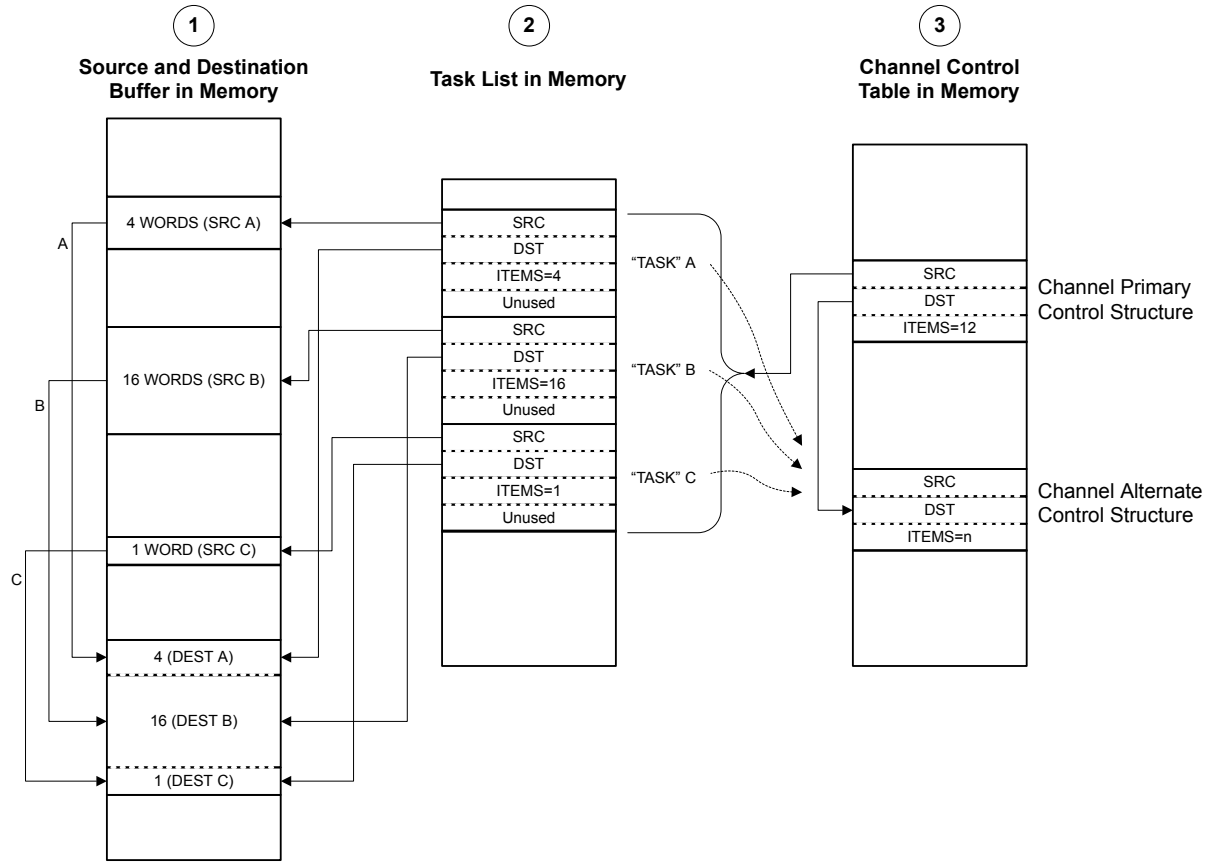 1
Source and Destination
Buffer in Memory
4 WORDS (SRC A)
16 WORDS (SRC B)
1 WORD (SRC C)
4 (DEST A)
16 (DEST B)
1 (DEST C)
A
B
C
2
Task List in Memory
SRC
DST
ITEMS=4
Unused
SRC
DST
ITEMS=16
Unused
SRC
DST
ITEMS=1
Unused
“TASK” A
“TASK” B
“TASK” C
3
Channel Control
Table in Memory
SRC
DST
ITEMS=12
Channel Primary
Control Structure
SRC
DST
ITEMS=n
Channel Alternate
Control Structure